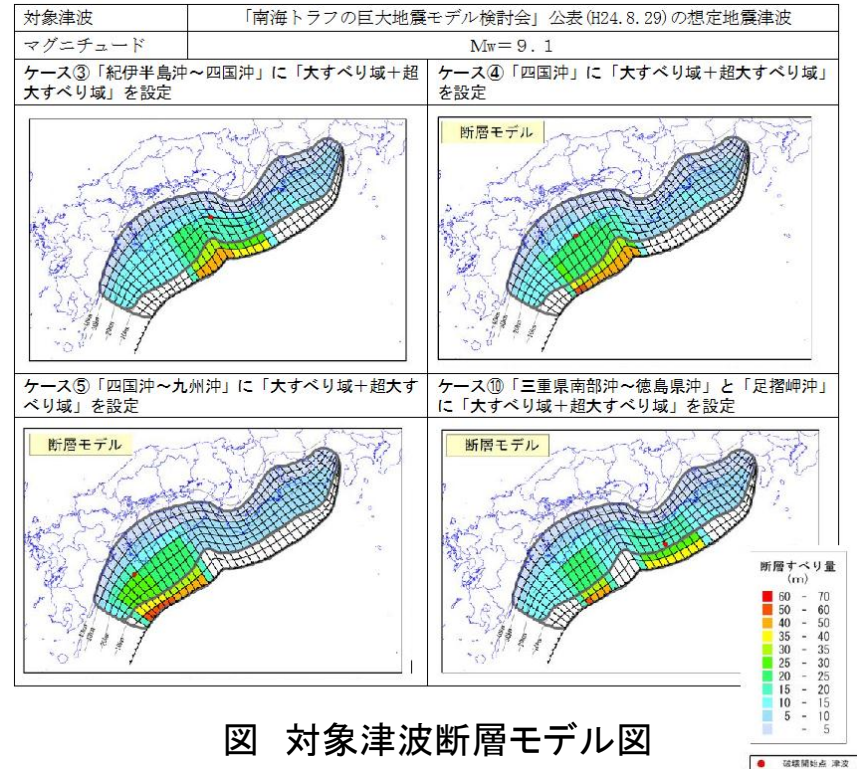 対象津波
「南海トラフの巨大地震モデル検討会」公表(H24.8.29)の想定地震津波
マグニチュード
Mw＝9．1
ケース③「紀伊半島沖～四国沖」に「大すべり域＋超
大すべり域」を設定
ケース④「四国沖」に「大すべり域＋超大すべり域」
を設定
断層モデル
ケース⑤「四国沖～九州沖」に「大すべり域＋超大す
べり域」を設定
ケース⑩「三重県南部沖～徳島県沖」と「足摺岬沖」
に「大すべり域＋超大すべり域」を設定
断層モデル
断層モデル
断層すべり量
(m)
60 - 70
50 - 60
40 - 50
35 - 40
30 - 35
25 - 30
20 - 25
15 - 20
10 - 15
5 - 10
- 5
破壊開始点 津波
図 対象津波断層モデル図